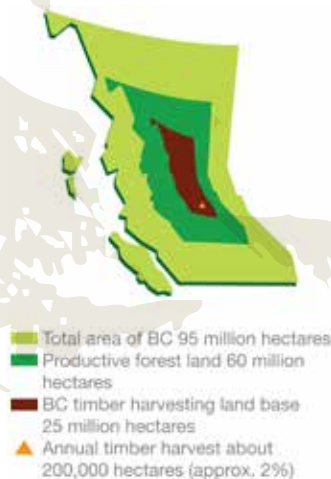 Total area of BC 95 million hectares
Productive forest land 60 million
hectares
BC timber harvesting land base
25 million hectares
Annual timber harvest about
200,000 hectares (approx. 2%)